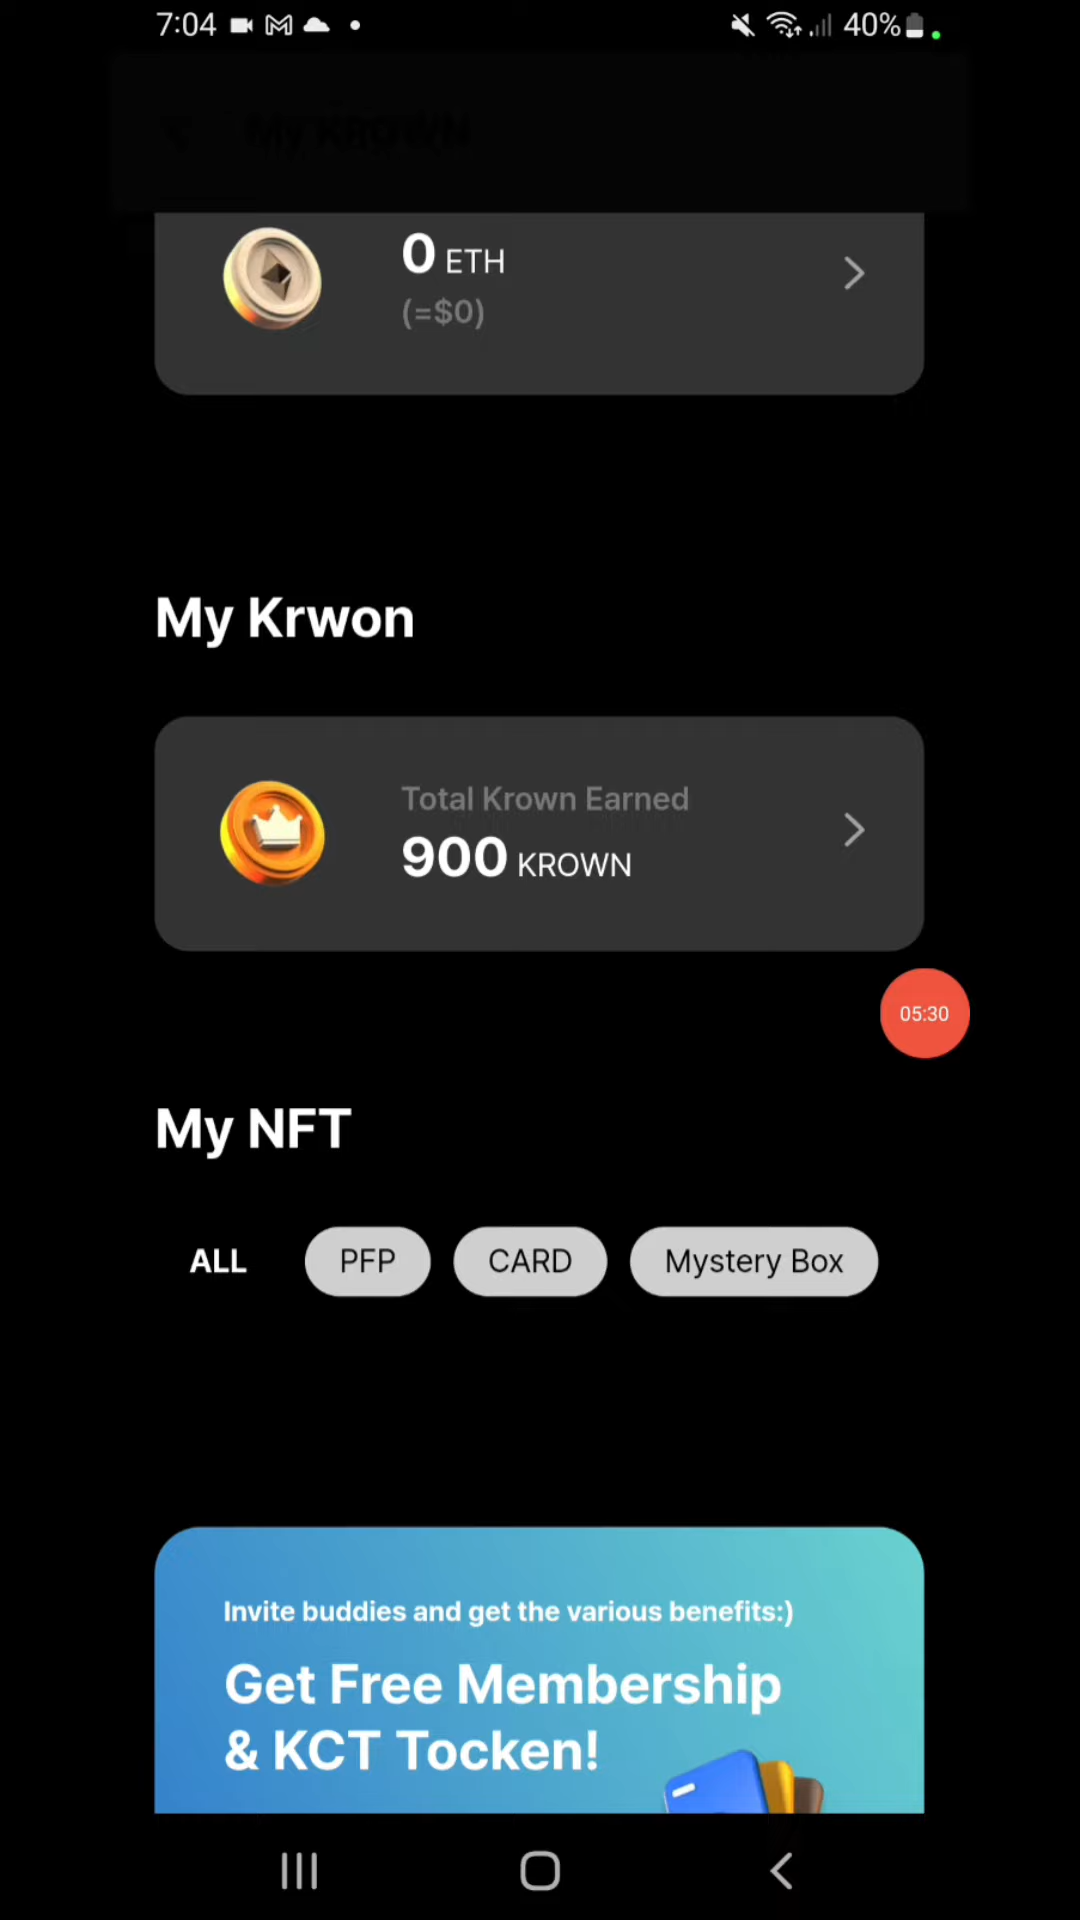 7:04
40%
My KROWN
0 ETH
(=$0)
My Krwon
Total Krown Earned
900 KROWN
05:30
My NFT
ALL
PFP
CARD
Mystery Box
Invite buddies and get the various benefits:)
Get Free Membership
& KCT Tocken!